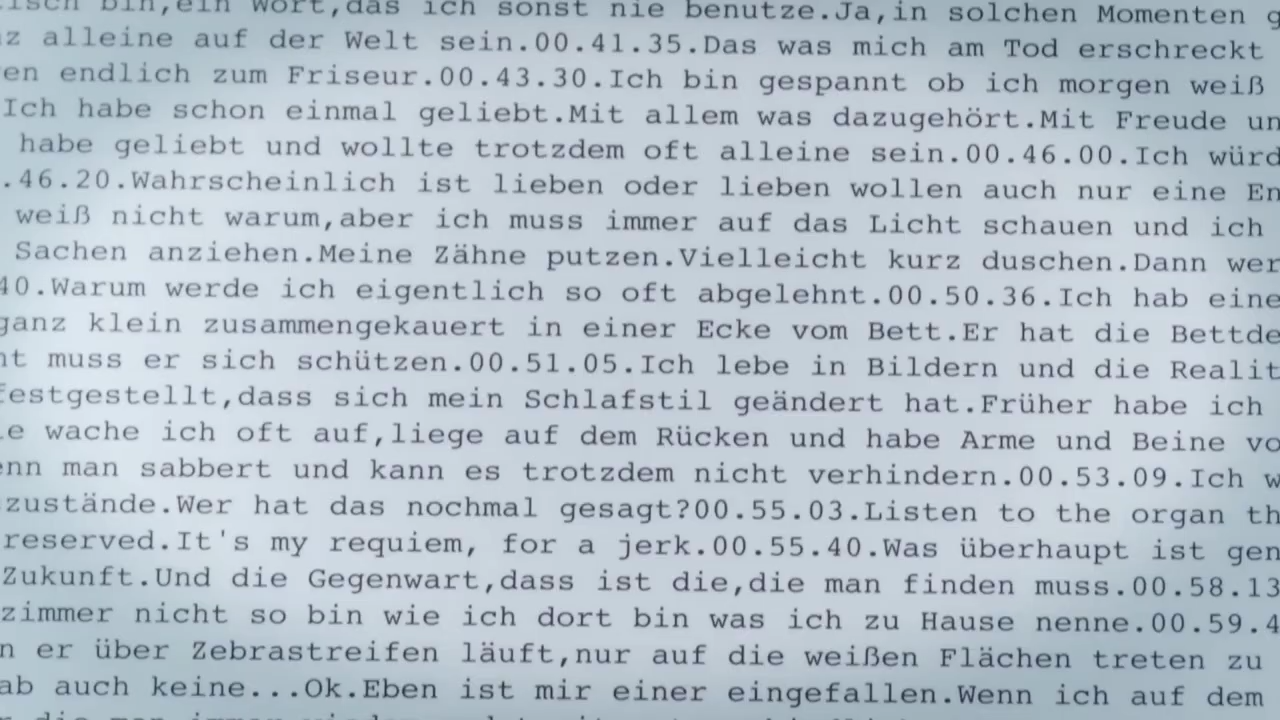 bin,ein wort,das ich sonst nie benutze.Ja,in solchen Momenten
alleine auf der Welt sein.00.41.35.Das was mich am Tod erschreckt
en endlich zum Friseur.00.43.30.Ich bin gespannt ob ich morgen weiß
Ich habe schon einmal geliebt.Mit allem was dazugehört.Mit Freude un
habe geliebt und wollte trotzdem oft alleine sein.00.46.00.Ich würd
.46.20.Wahrscheinlich ist lieben oder lieben wollen auch nur eine En
weiß nicht warum,aber ich muss immer auf das Licht schauen und ich
Sachen anziehen.Meine Zähne putzen.Vielleicht kurz duschen.Dann wer
40.Warum werde ich eigentlich so oft abgelehnt.00.50.36.Ich hab eine
ganz klein zusammengekauert in einer Ecke vom Bett.Er hat die Bettde
ht muss er sich schützen.00.51.05.Ich lebe in Bildern und die Realit
festgestellt,dass sich mein Schlafstil geändert hat.Früher habe ich
e wache ich oft auf,liege auf dem Rücken und habe Arme und Beine vo
enn man sabbert und kann es trotzdem nicht verhindern.00.53.09.Ich w
zustände.Wer hat das nochmal gesagt?00.55.03.Listen to the organ th
reserved.It's my requiem, for a jerk.00.55.40.Was überhaupt ist gen
Zukunft.Und die Gegenwart,dass ist die,die man finden muss.00.58.13
zimmer nicht so bin wie ich dort bin was ich zu Hause nenne.00.59.4
n er über Zebrastreifen läuft,nur auf die weißen Flächen treten zu
ab auch keine...Ok.Eben ist mir einer eingefallen.Wenn ich auf dem